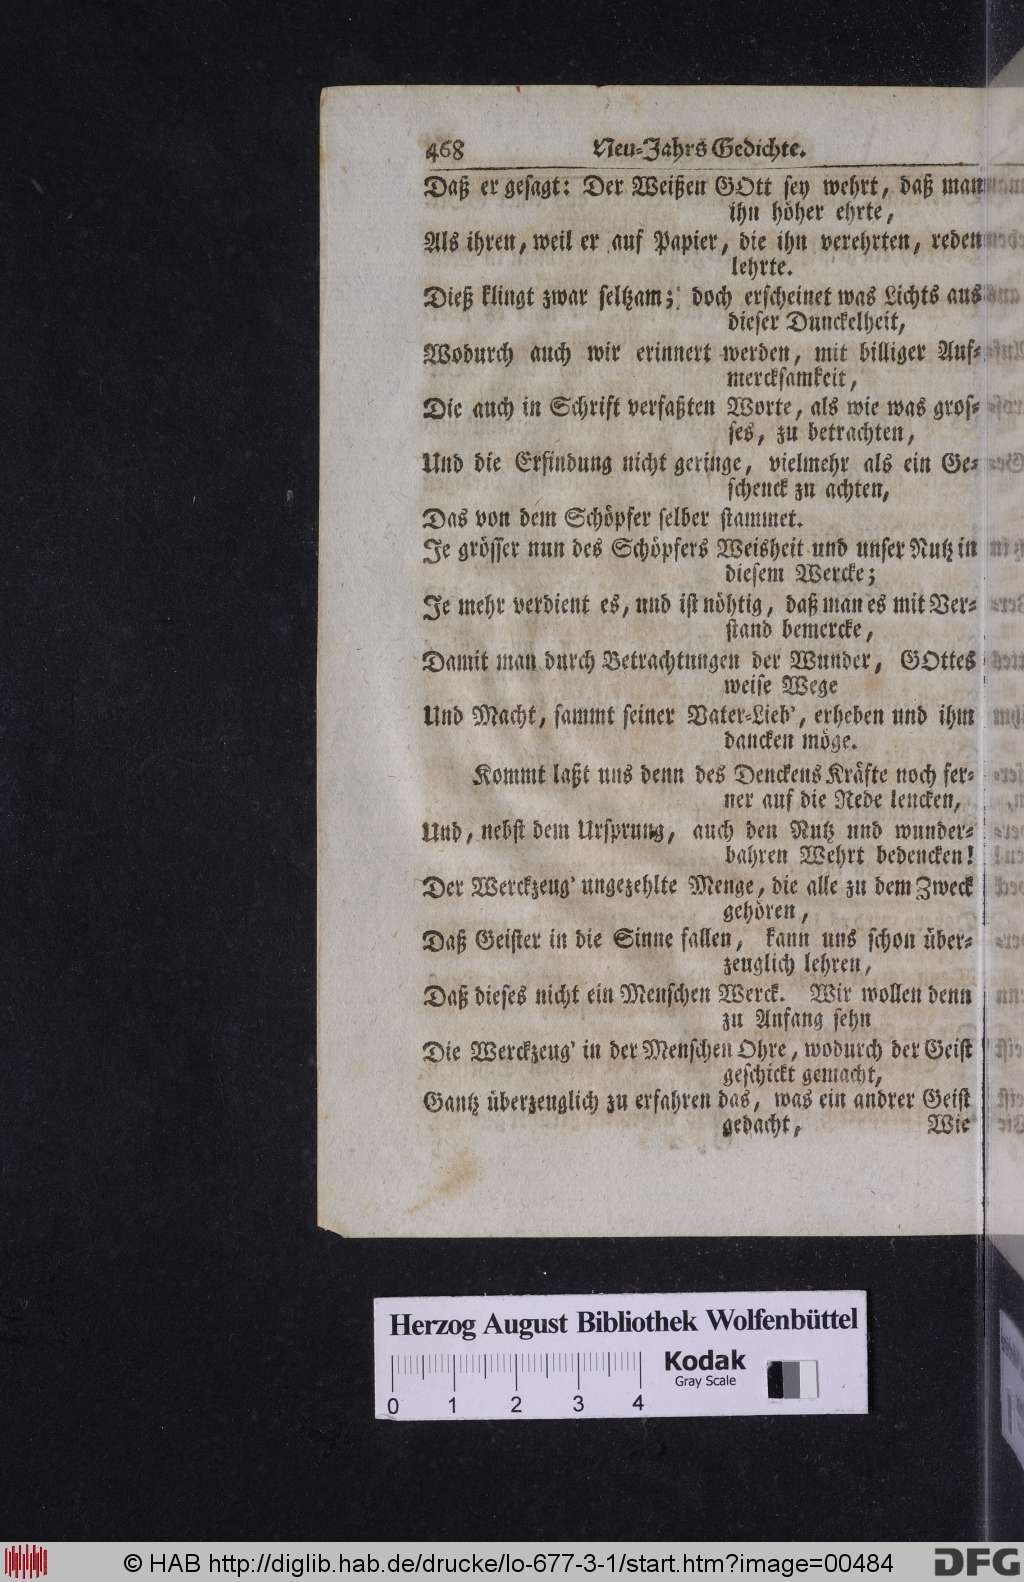 468 Neu-Jahrs Gedichte.
Daß er gesagt: Der Weißen GOtt sey wehrt, daß man
ihn höher ehrte,
Als ihren, weil er auf Papier, die ihn verehrten, reden
lehrte.
Dieß klingt zwar seltzam; doch erscheinet was Lichts aus
dieser Dunckelheit,
Wodurch auch wir erinnert werden, mit billiger Auf-
mercksamkeit,
Die auch in Schrift verfaßten Worte, als wie was gros-
ses, zu betrachten,
Und die Erfindung nicht geringe, vielmehr als ein Ge-
schenck zu achten,
Das von dem Schöpfer selber stammet.
Je grösser nun des Schöpfers Weisheit und unser Nutz in
diesem Wercke;
Je mehr verdient es, und ist nöhtig, daß man es mit Ver-
stand bemercke,
Damit man durch Betrachtungen der Wunder, GOttes
weise Wege
Und Macht, sammt seiner Vater-Lieb', erheben und ihm
dancken möge.
Kommt laßt uns denn des Denckens Kräfte noch fer-
ner auf die Rede lencken,
Und, nebst dem Ursprung, auch den Nutz und wunder-
bahren Wehrt bedencken!
Der Werckzeug' ungezehlte Menge, die alle zu dem Zweck
gehören,
Daß Geister in die Sinne fallen, kann uns schon über-
zeuglich lehren,
Daß dieses nicht ein Menschen Werck. Wir wollen denn
zu Anfang sehn
Die Werckzeug' in der Menschen Ohre, wodurch der Geist
geschickt gemacht,
Gantz überzeuglich zu erfahren das, was ein andrer Geist
gedacht, Wie
Herzog August Bibliothek Wolfenbüttel
Kodak
Gray Scale
0 1 2 3 4
© HAB http://diglib.hab.de/drucke/lo-677-3-1/start.htm?image=00484
DFG